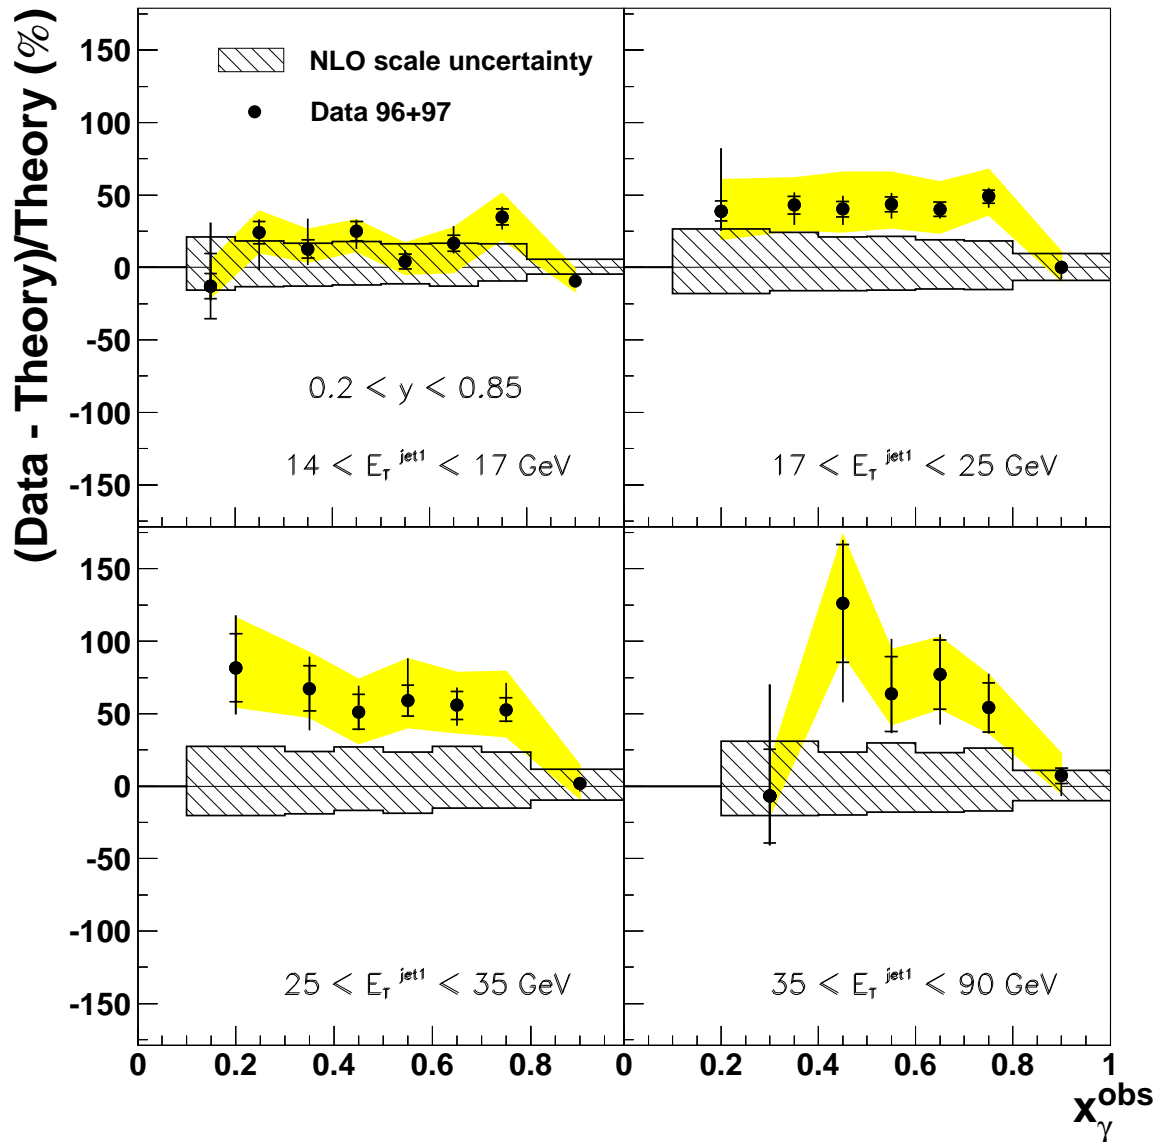 (Data - Theory)/Theory (%)
150
100
50
0
-50
-100
-150
NLO scale uncertainty
Data 96+97
0.2 < y < 0.85
14 < E_T^jet1 < 17 GeV
17 < E_T^jet1 < 25 GeV
150
100
50
0
-50
-100
-150
25 < E_T^jet1 < 35 GeV
35 < E_T^jet1 < 90 GeV
0 0.2 0.4 0.6 0.8 0 0.2 0.4 0.6 0.8 1
x_γ^obs